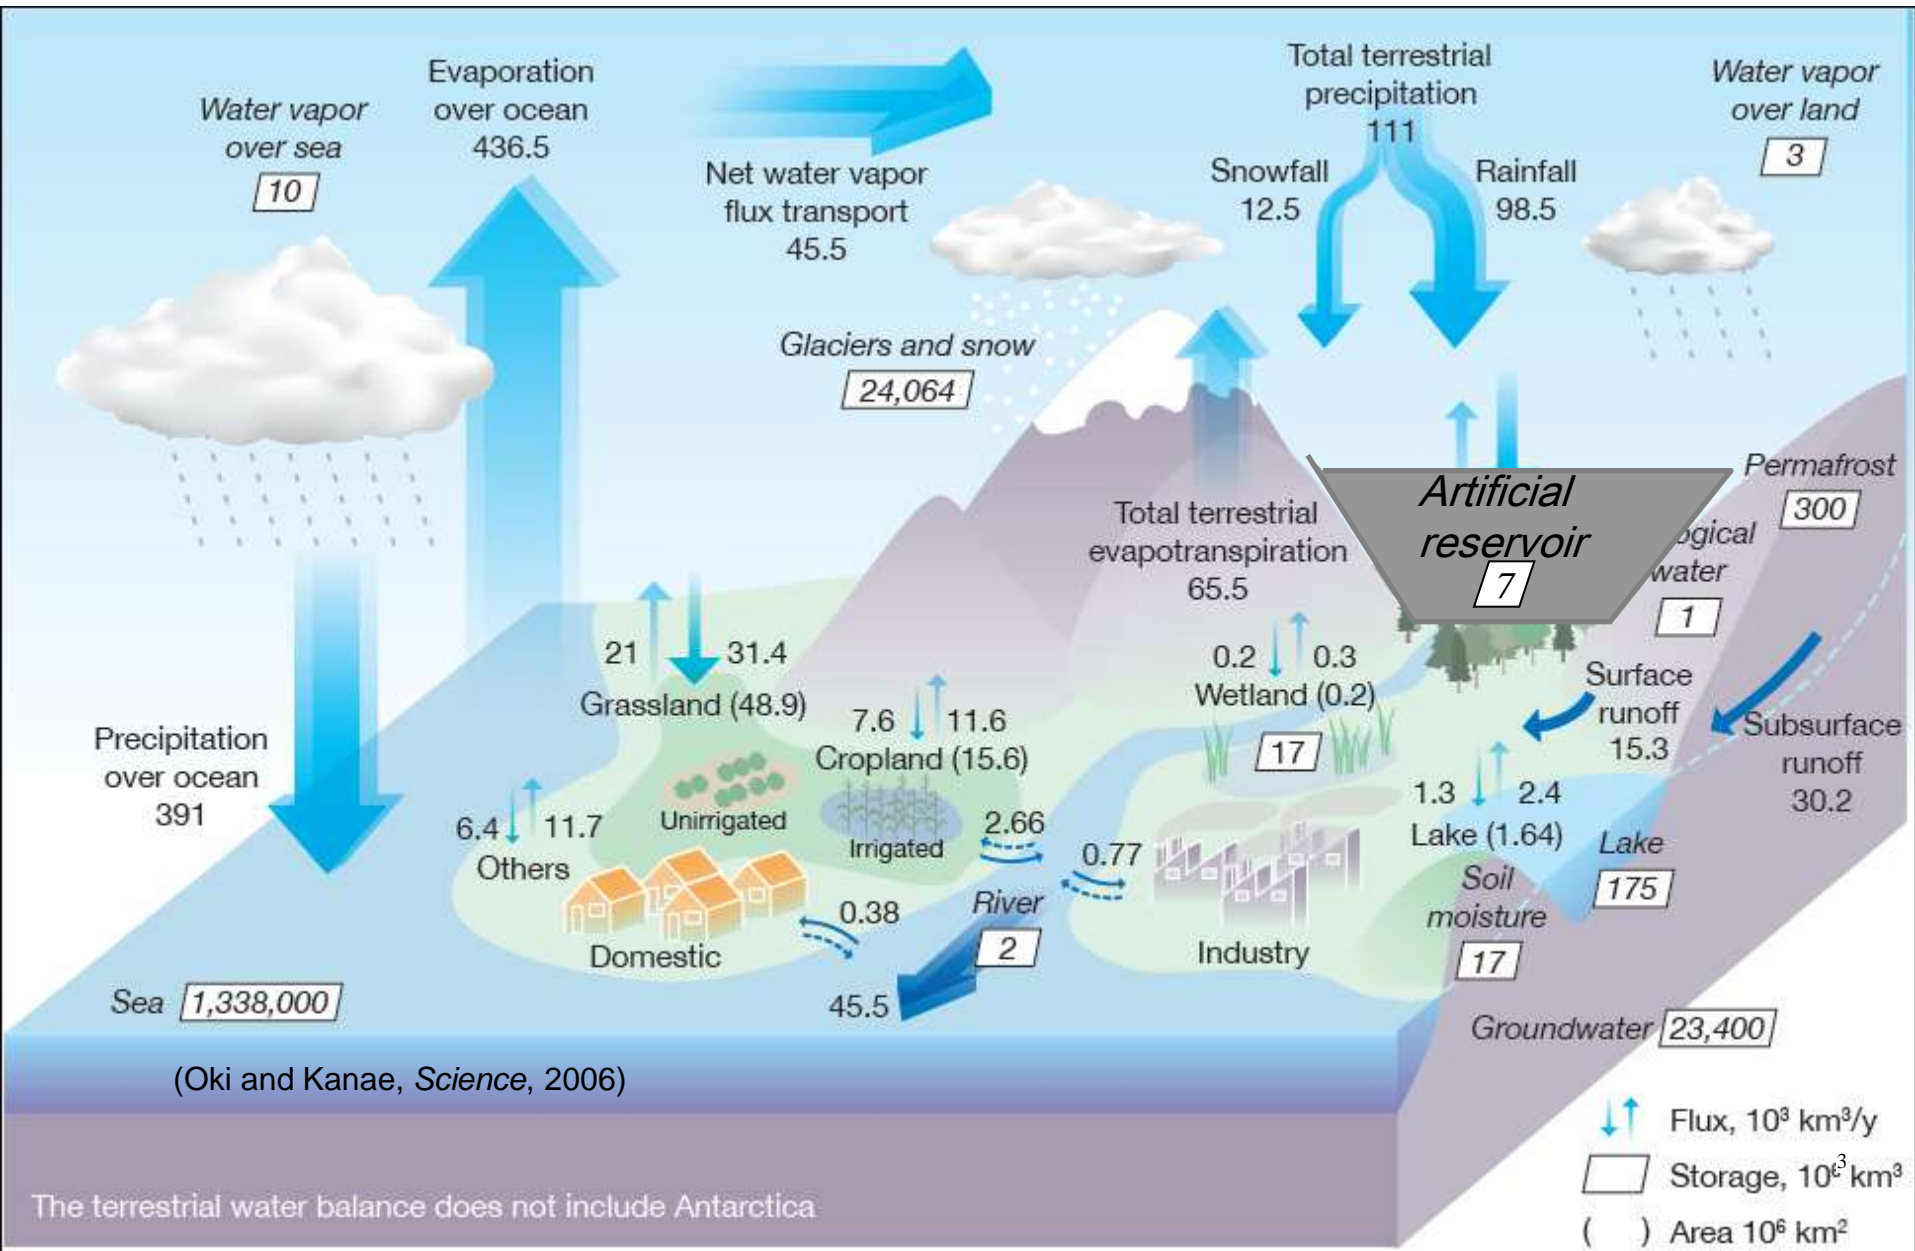 Water vapor
over sea
10
Evaporation
over ocean
436.5
Net water vapor
flux transport
45.5
Total terrestrial
precipitation
111
Snowfall
12.5
Rainfall
98.5
Water vapor
over land
3
Glaciers and snow
24,064
Permafrost
300
Artificial
reservoir
7
ogical
water
1
Total terrestrial
evapotranspiration
65.5
21 31.4
Grassland (48.9)
0.2 0.3
Wetland (0.2)
17
Surface
runoff
15.3
Subsurface
runoff
30.2
Precipitation
over ocean
391
7.6 11.6
Cropland (15.6)
Unirrigated
Irrigated
6.4 11.7
Others
2.66
0.77
1.3 2.4
Lake (1.64)
Lake
175
Soil
moisture
17
0.38
Domestic
River
2
Industry
45.5
Sea 1,338,000
Groundwater 23,400
(Oki and Kanae, Science, 2006)
Flux, 10³ km³/y
Storage, 10³ km³
( ) Area 10⁶ km²
The terrestrial water balance does not include Antarctica